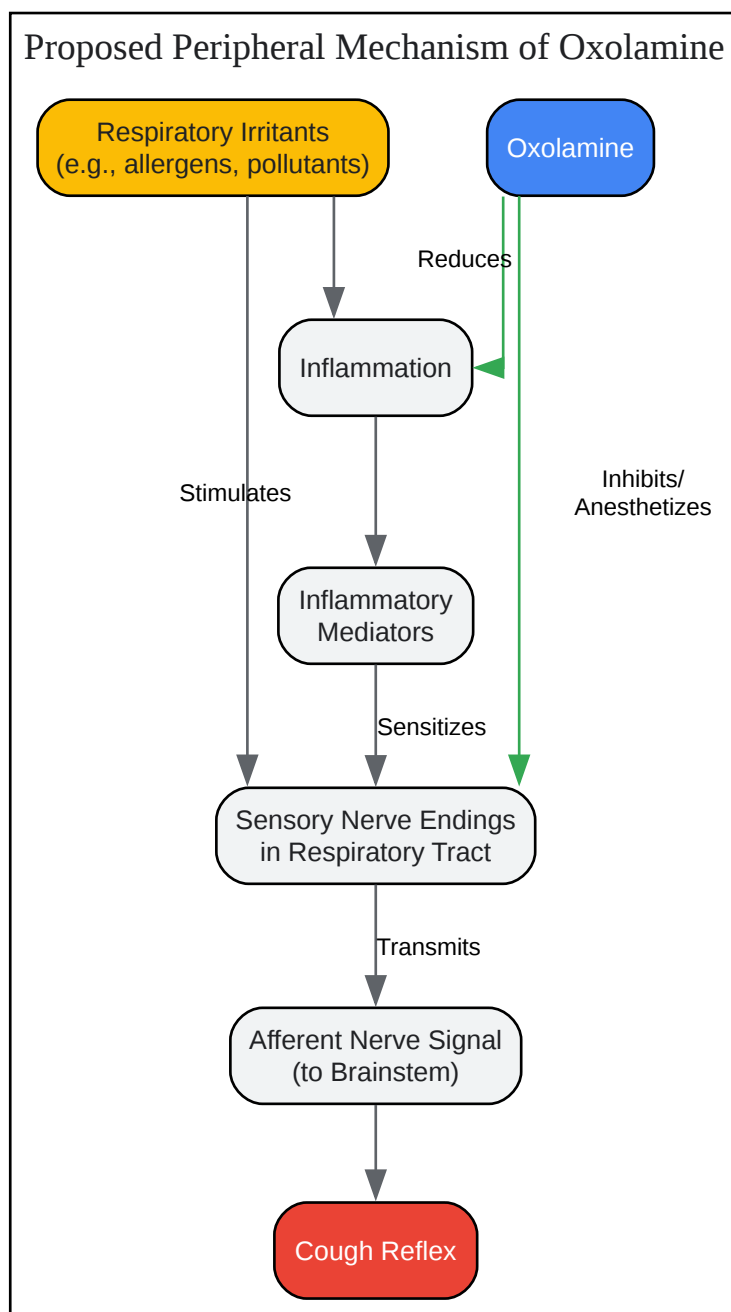 Proposed Peripheral Mechanism of Oxolamine
Respiratory Irritants
(e.g., allergens, pollutants)
Oxolamine
Reduces
Inflammation
Stimulates
Inhibits/
Anesthetizes
Inflammatory
Mediators
Sensitizes
Sensory Nerve Endings
in Respiratory Tract
Transmits
Afferent Nerve Signal
(to Brainstem)
Cough Reflex